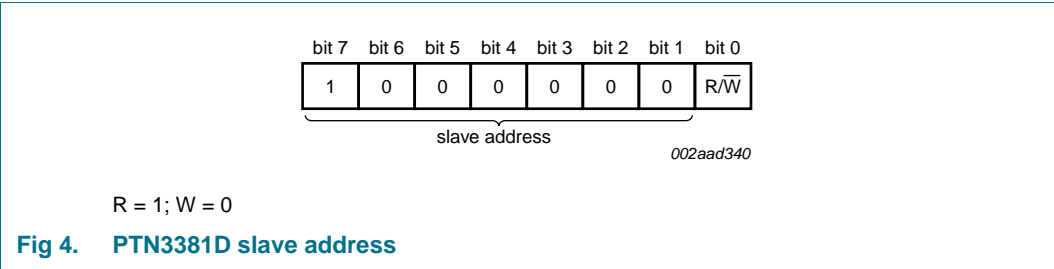 bit 7 bit 6 bit 5 bit 4 bit 3 bit 2 bit 1 bit 0
1 0 0 0 0 0 0 R/W̅
slave address
002aad340
R = 1; W = 0
Fig 4. PTN3381D slave address